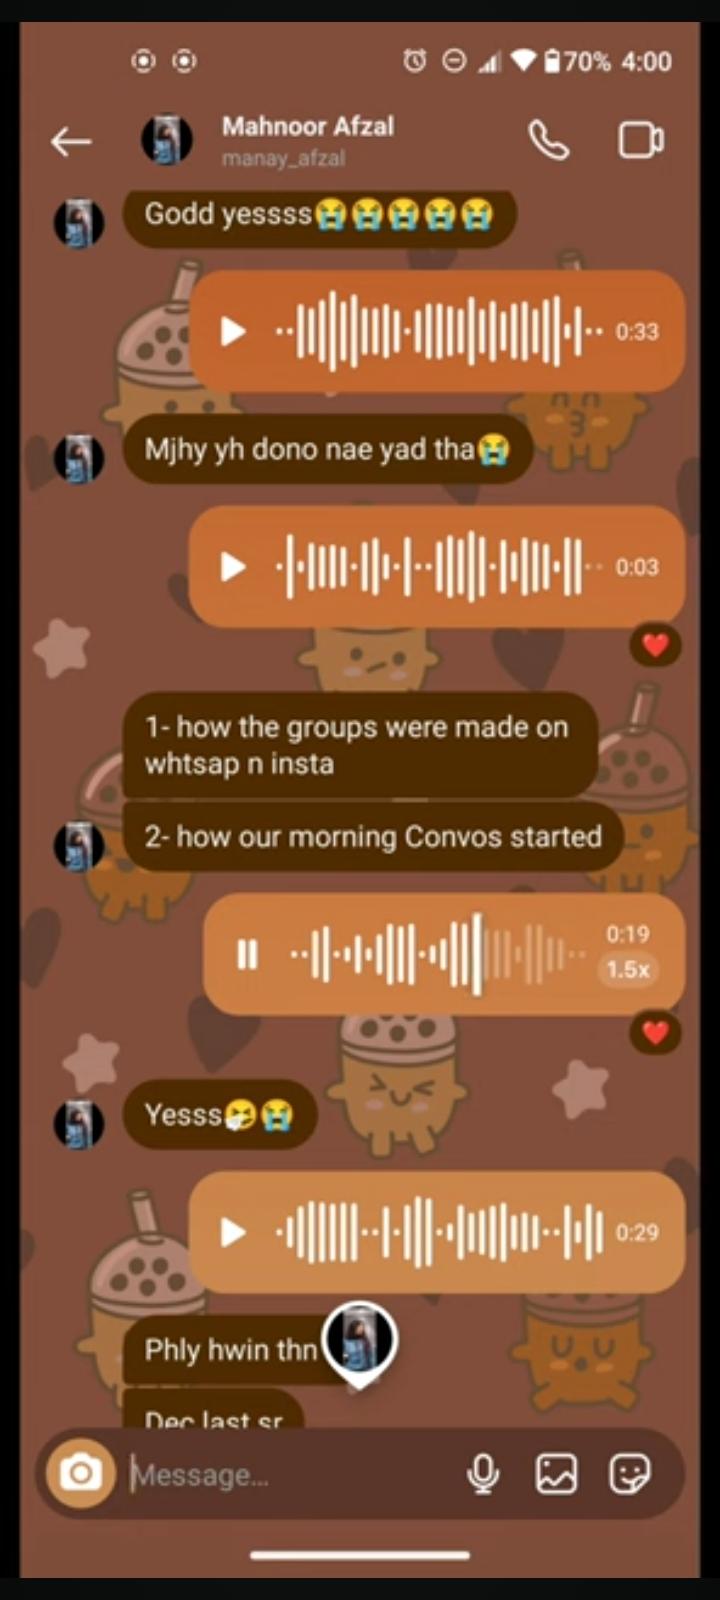 70% 4:00
Mahnoor Afzal
manay_afzal
Godd yessss😭😭😭😭😭
0:33
Mjhy yh dono nae yad tha😭
0:03
1- how the groups were made on
whtsap n insta
2- how our morning Convos started
0:19
1.5x
Yesss🤧😭
0:29
Phly hwin thn
Dec last sr
Message...